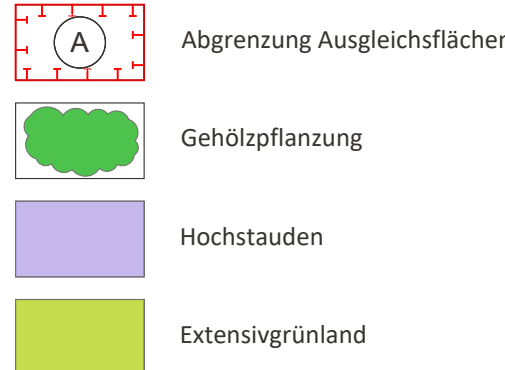 A
Abgrenzung Ausgleichsflächen
Gehölzpflanzung
Hochstauden
Extensivgrünland